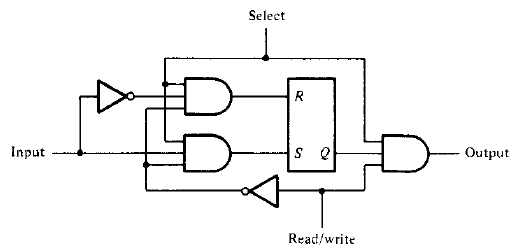 Select
R
Input
S Q
Output
Read/write